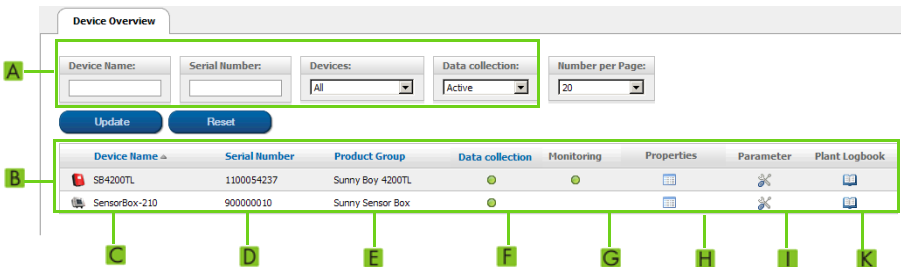 Device Overview
Device Name: Serial Number: Devices: Data collection: Number per Page:
A
All Active 20
Update Reset
Device Name Serial Number Product Group Data collection Monitoring Properties Parameter Plant Logbook
B
SB4200TL 1100054237 Sunny Boy 4200TL
SensorBox-210 900000010 Sunny Sensor Box
C D E F G H I K